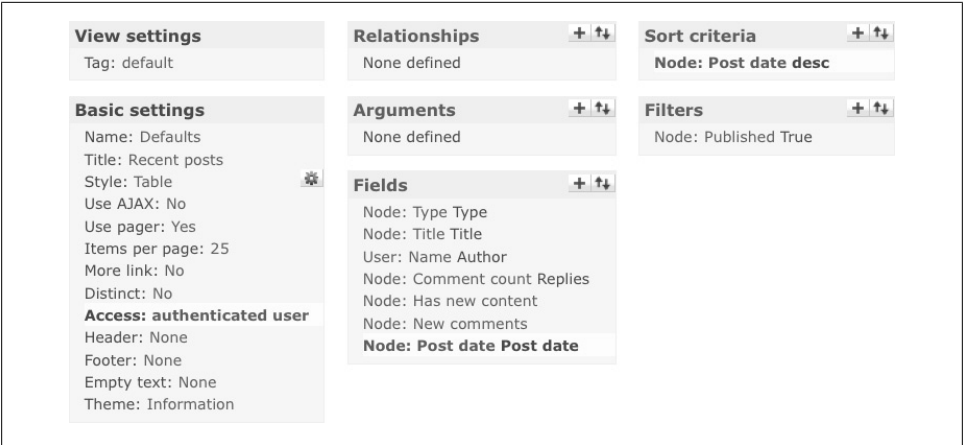 View settings
Tag: default
Basic settings
Name: Defaults
Title: Recent posts
Style: Table
Use AJAX: No
Use pager: Yes
Items per page: 25
More link: No
Distinct: No
Access: authenticated user
Header: None
Footer: None
Empty text: None
Theme: Information
Relationships
None defined
Arguments
None defined
Fields
Node: Type Type
Node: Title Title
User: Name Author
Node: Comment count Replies
Node: Has new content
Node: New comments
Node: Post date Post date
Sort criteria
Node: Post date desc
Filters
Node: Published True